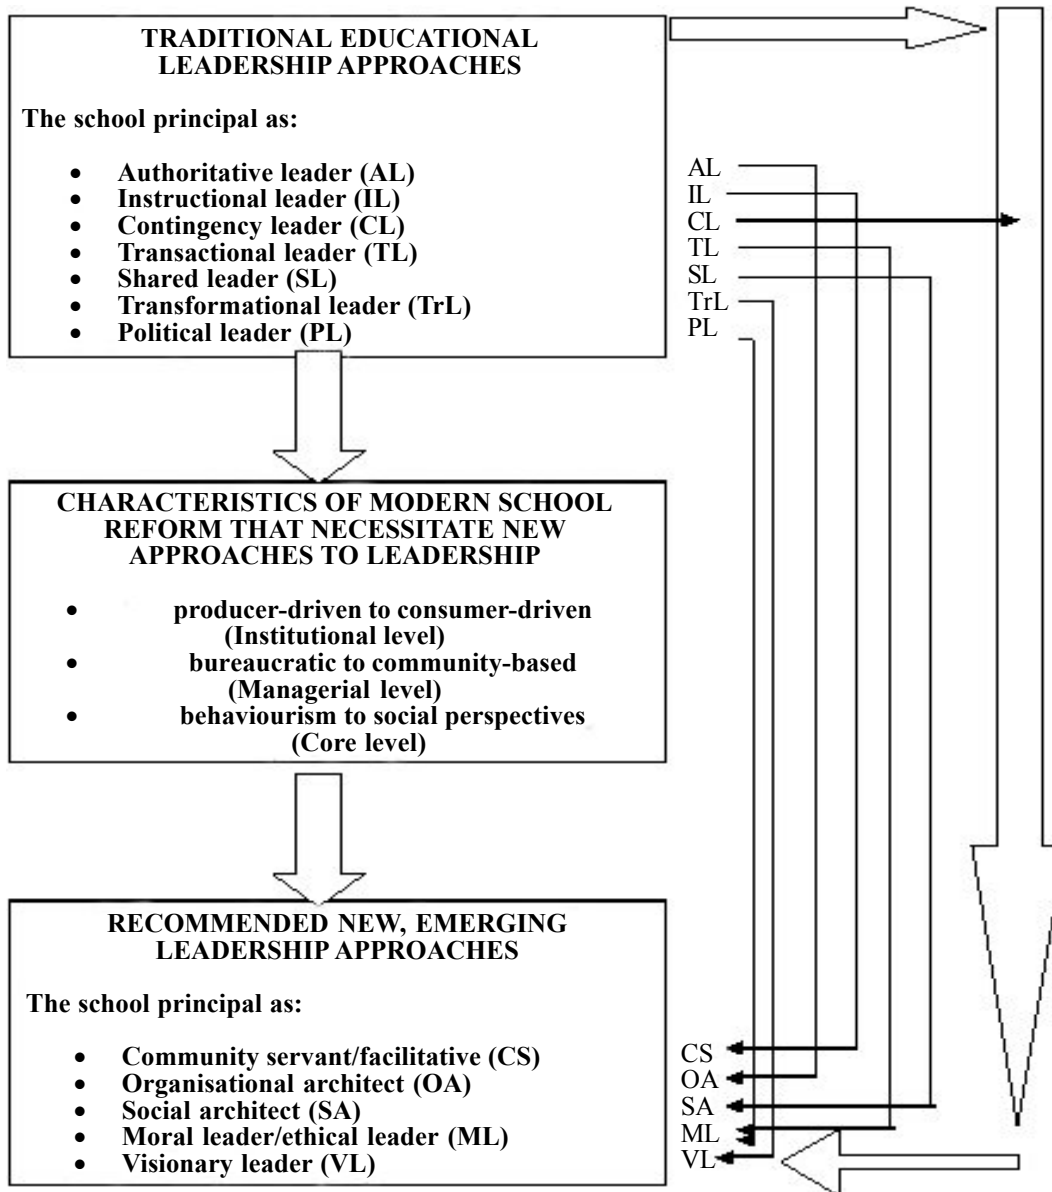 TRADITIONAL EDUCATIONAL
LEADERSHIP APPROACHES
The school principal as:
• Authoritative leader (AL)
• Instructional leader (IL)
• Contingency leader (CL)
• Transactional leader (TL)
• Shared leader (SL)
• Transformational leader (TrL)
• Political leader (PL)
AL
IL
CL
TL
SL
TrL
PL
CHARACTERISTICS OF MODERN SCHOOL
REFORM THAT NECESSITATE NEW
APPROACHES TO LEADERSHIP
• producer-driven to consumer-driven
(Institutional level)
• bureaucratic to community-based
(Managerial level)
• behaviourism to social perspectives
(Core level)
RECOMMENDED NEW, EMERGING
LEADERSHIP APPROACHES
The school principal as:
• Community servant/facilitative (CS)
• Organisational architect (OA)
• Social architect (SA)
• Moral leader/ethical leader (ML)
• Visionary leader (VL)
CS
OA
SA
ML
VL